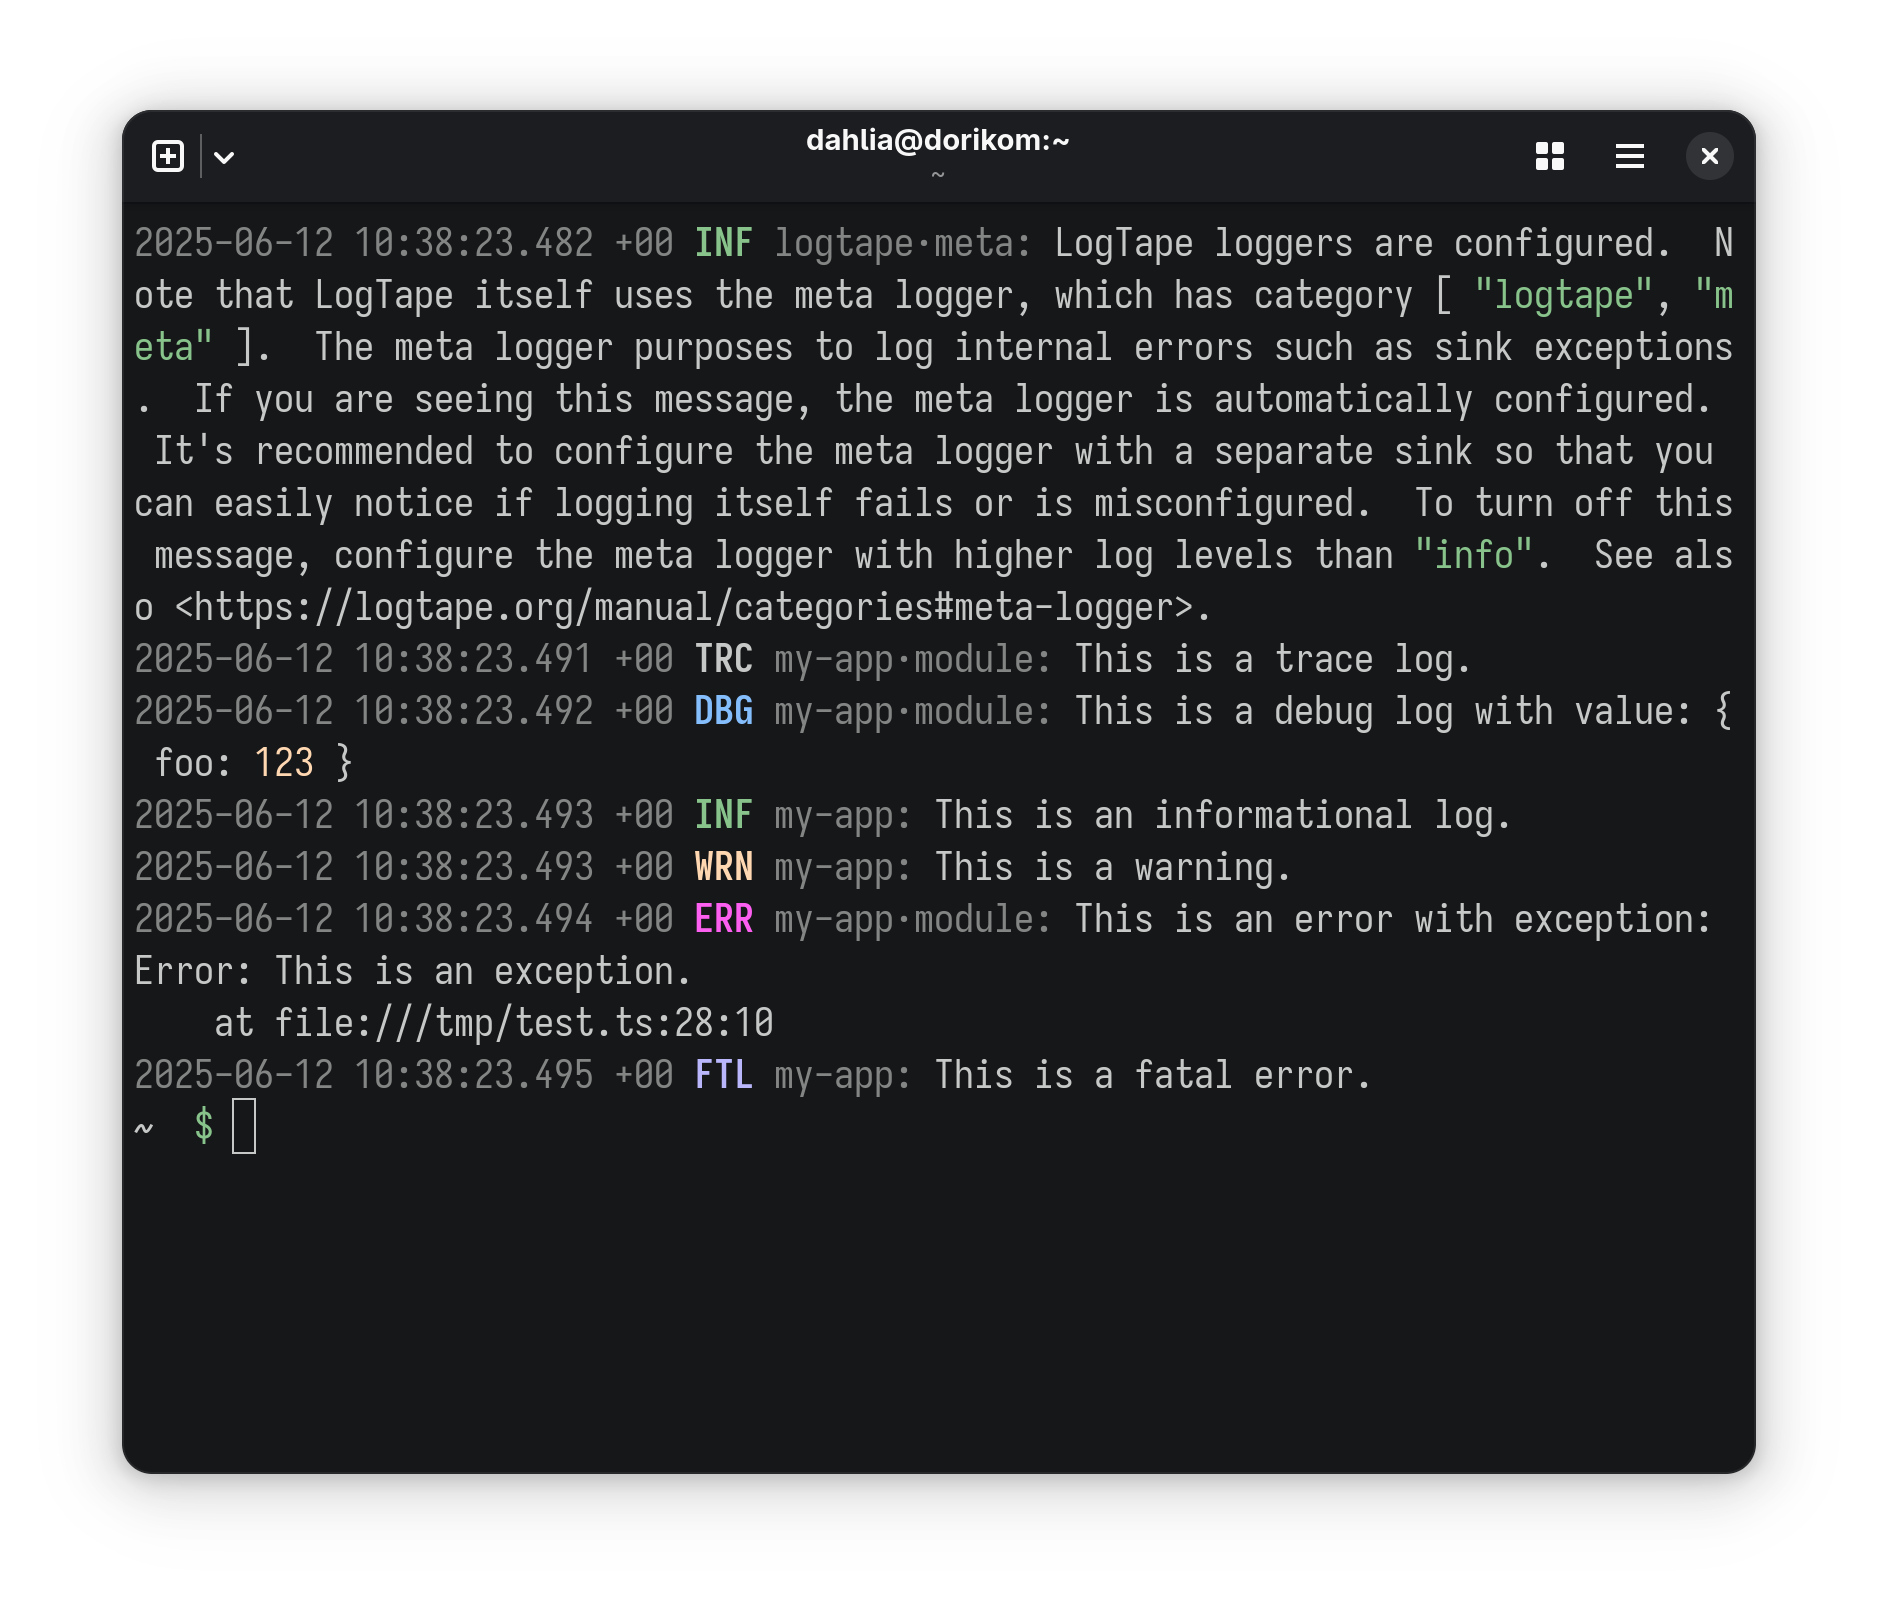 dahlia@dorikom:~
~
2025-06-12 10:38:23.482 +00 INF logtape·meta: LogTape loggers are configured.  N
ote that LogTape itself uses the meta logger, which has category [ "logtape", "m
eta" ].  The meta logger purposes to log internal errors such as sink exceptions
.  If you are seeing this message, the meta logger is automatically configured.
 It's recommended to configure the meta logger with a separate sink so that you
can easily notice if logging itself fails or is misconfigured.  To turn off this
 message, configure the meta logger with higher log levels than "info".  See als
o <https://logtape.org/manual/categories#meta-logger>.
2025-06-12 10:38:23.491 +00 TRC my-app·module: This is a trace log.
2025-06-12 10:38:23.492 +00 DBG my-app·module: This is a debug log with value: {
 foo: 123 }
2025-06-12 10:38:23.493 +00 INF my-app: This is an informational log.
2025-06-12 10:38:23.493 +00 WRN my-app: This is a warning.
2025-06-12 10:38:23.494 +00 ERR my-app·module: This is an error with exception:
Error: This is an exception.
    at file:///tmp/test.ts:28:10
2025-06-12 10:38:23.495 +00 FTL my-app: This is a fatal error.
~  $